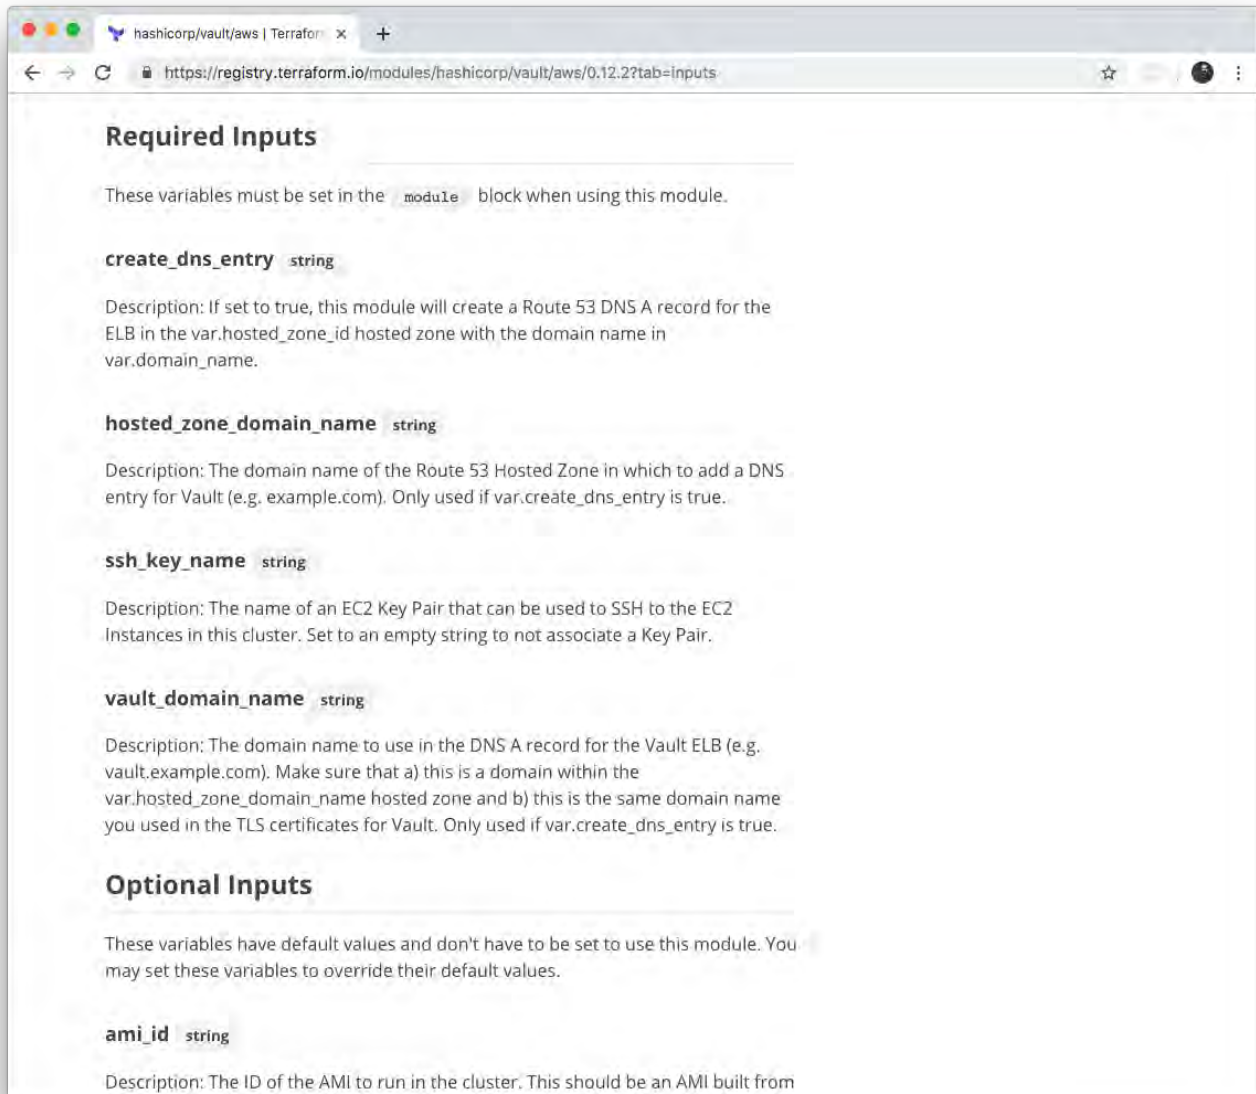 hashicorp/vault/aws | Terrafor
https://registry.terraform.io/modules/hashicorp/vault/aws/0.12.2?tab=inputs
Required Inputs
These variables must be set in the module block when using this module.
create_dns_entry string
Description: If set to true, this module will create a Route 53 DNS A record for the
ELB in the var.hosted_zone_id hosted zone with the domain name in
var.domain_name.
hosted_zone_domain_name string
Description: The domain name of the Route 53 Hosted Zone in which to add a DNS
entry for Vault (e.g. example.com). Only used if var.create_dns_entry is true.
ssh_key_name string
Description: The name of an EC2 Key Pair that can be used to SSH to the EC2
Instances in this cluster. Set to an empty string to not associate a Key Pair.
vault_domain_name string
Description: The domain name to use in the DNS A record for the Vault ELB (e.g.
vault.example.com). Make sure that a) this is a domain within the
var.hosted_zone_domain_name hosted zone and b) this is the same domain name
you used in the TLS certificates for Vault. Only used if var.create_dns_entry is true.
Optional Inputs
These variables have default values and don't have to be set to use this module. You
may set these variables to override their default values.
ami_id string
Description: The ID of the AMI to run in the cluster. This should be an AMI built from